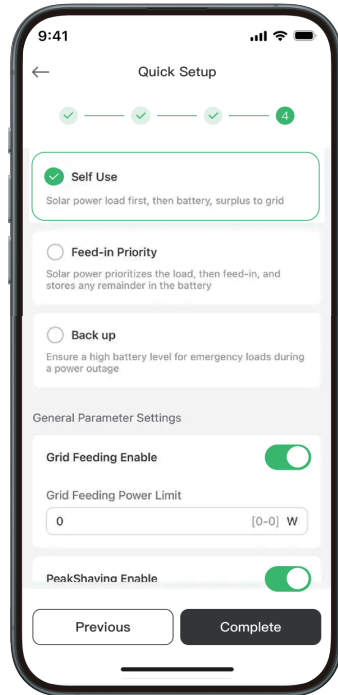 9:41
Quick Setup
4
Self Use
Solar power load first, then battery, surplus to grid
Feed-in Priority
Solar power prioritizes the load, then feed-in, and
stores any remainder in the battery
Back up
Ensure a high battery level for emergency loads during
a power outage
General Parameter Settings
Grid Feeding Enable
Grid Feeding Power Limit
0 [0-0] W
PeakShaving Enable
Previous Complete